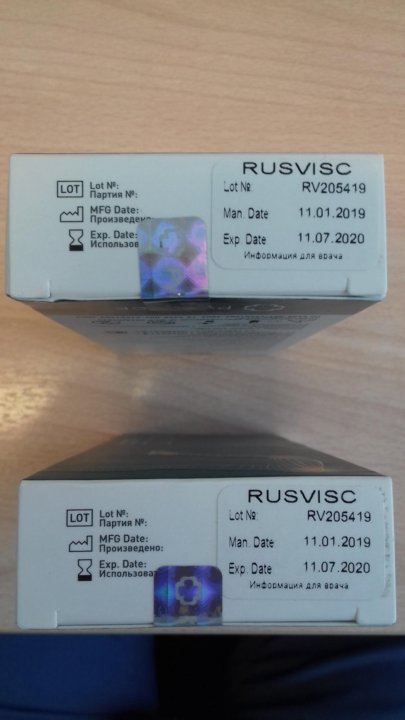 RUSVISC
LOT Lot №: Lot № RV205419
Партия №:
MFG Date: Man. Date 11.01.2019
Произведено:
Exp. Date: Exp. Date 11.07.2020
Информация для врача
RUSVISC
LOT Lot №: Lot № RV205419
Партия №:
MFG Date: Man. Date 11.01.2019
Произведено:
Exp. Date: Exp. Date 11.07.2020
Информация для врача